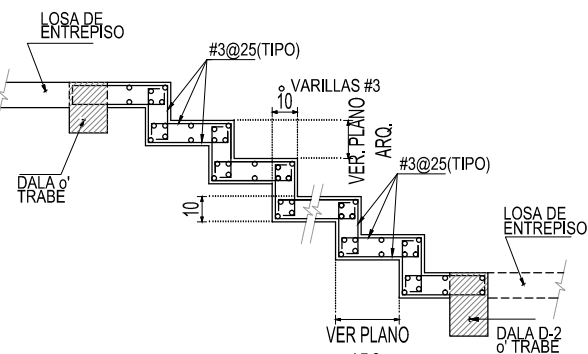 LOSA DE
ENTREPISO
#3@25(TIPO)
° VARILLAS #3
10
VER. PLANO
ARQ.
#3@25(TIPO)
DALA o'
TRABE
10
LOSA DE
ENTREPISO
VER PLANO
DALA D-2
o' TRABE